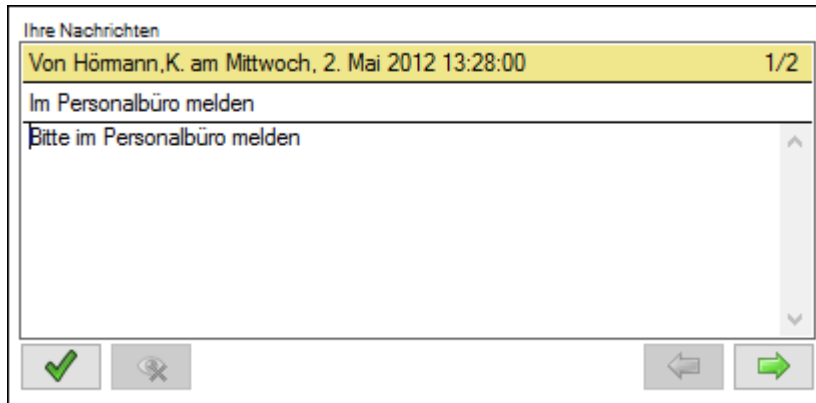 Ihre Nachrichten
Von Hörmann,K. am Mittwoch, 2. Mai 2012 13:28:00 1/2
Im Personalbüro melden
Bitte im Personalbüro melden